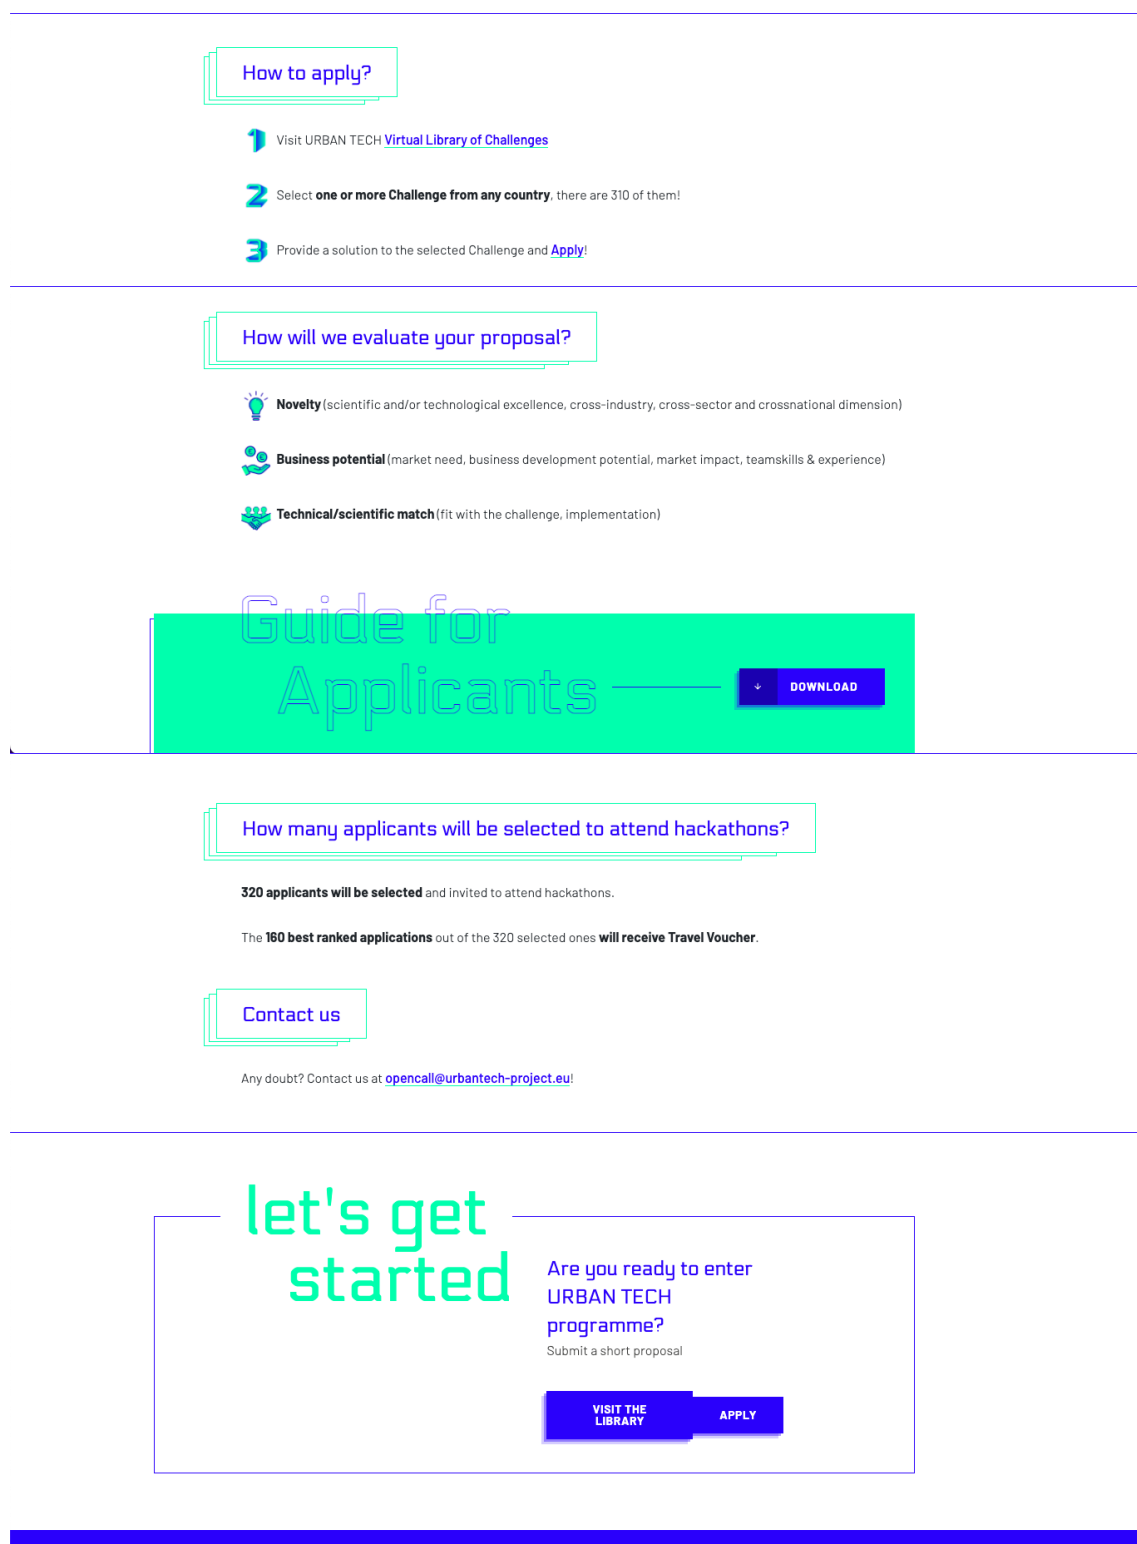 How to apply?
1 Visit URBAN TECH Virtual Library of Challenges
2 Select one or more Challenge from any country, there are 310 of them!
3 Provide a solution to the selected Challenge and Apply!
How will we evaluate your proposal?
Novelty (scientific and/or technological excellence, cross-industry, cross-sector and crossnational dimension)
Business potential (market need, business development potential, market impact, teamskills & experience)
Technical/scientific match (fit with the challenge, implementation)
Guide for
Applicants
DOWNLOAD
How many applicants will be selected to attend hackathons?
320 applicants will be selected and invited to attend hackathons.
The 160 best ranked applications out of the 320 selected ones will receive Travel Voucher.
Contact us
Any doubt? Contact us at opencall@urbantech-project.eu!
let's get
started
Are you ready to enter
URBAN TECH
programme?
Submit a short proposal
VISIT THE
LIBRARY
APPLY